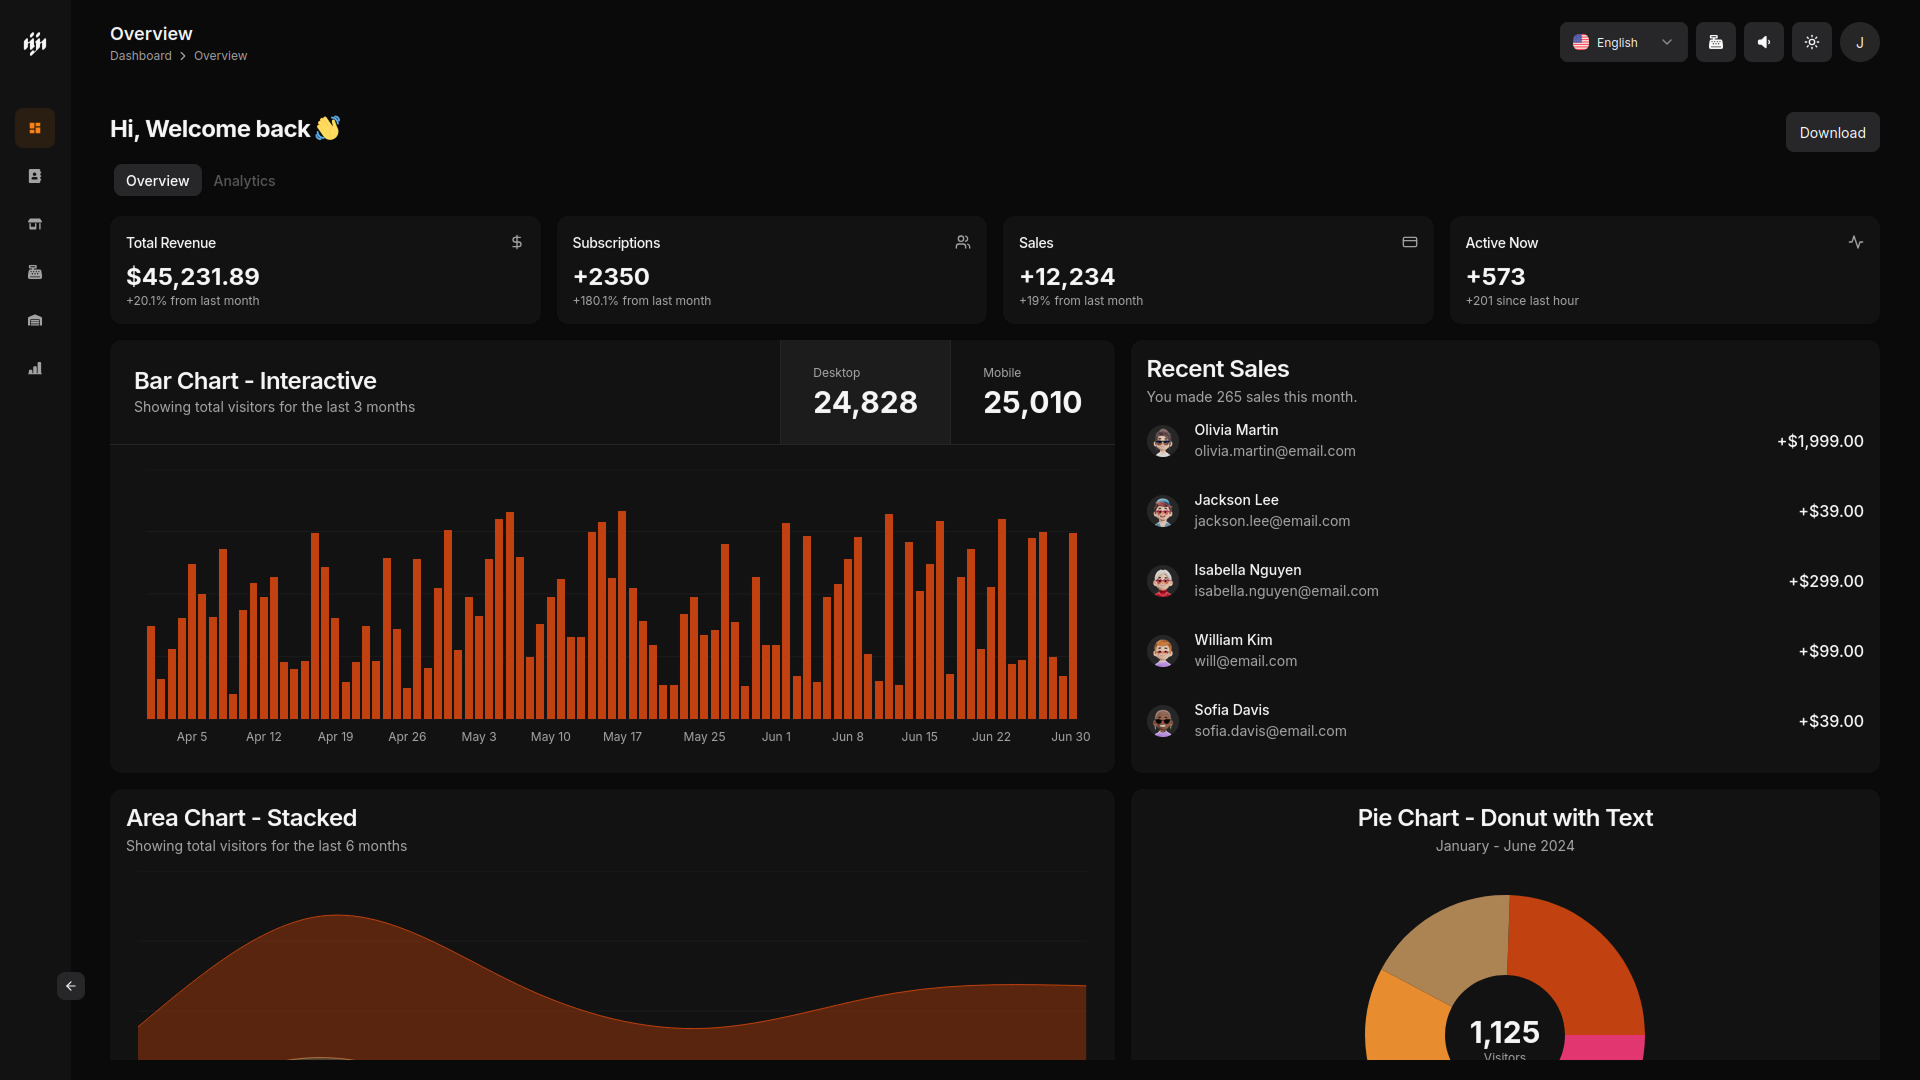 Overview
Dashboard > Overview
English
J
Hi, Welcome back 👋
Download
Overview
Analytics
Total Revenue
$
$45,231.89
+20.1% from last month
Subscriptions
+2350
+180.1% from last month
Sales
+12,234
+19% from last month
Active Now
+573
+201 since last hour
Bar Chart - Interactive
Showing total visitors for the last 3 months
Desktop
24,828
Mobile
25,010
Apr 5 Apr 12 Apr 19 Apr 26 May 3 May 10 May 17 May 25 Jun 1 Jun 8 Jun 15 Jun 22 Jun 30
Recent Sales
You made 265 sales this month.
Olivia Martin
olivia.martin@email.com
+$1,999.00
Jackson Lee
jackson.lee@email.com
+$39.00
Isabella Nguyen
isabella.nguyen@email.com
+$299.00
William Kim
will@email.com
+$99.00
Sofia Davis
sofia.davis@email.com
+$39.00
Area Chart - Stacked
Showing total visitors for the last 6 months
Pie Chart - Donut with Text
January - June 2024
1,125
Visitors